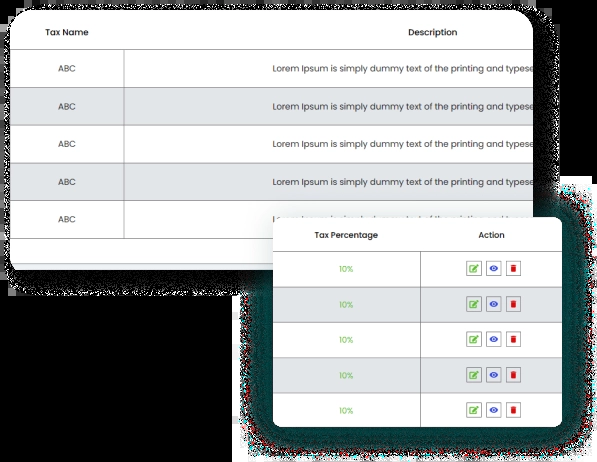 Tax Name Description
ABC Lorem Ipsum is simply dummy text of the printing and typese
ABC Lorem Ipsum is simply dummy text of the printing and typese
ABC Lorem Ipsum is simply dummy text of the printing and typese
ABC Lorem Ipsum is simply dummy text of the printing and typese
ABC
Tax Percentage Action
10%
10%
10%
10%
10%